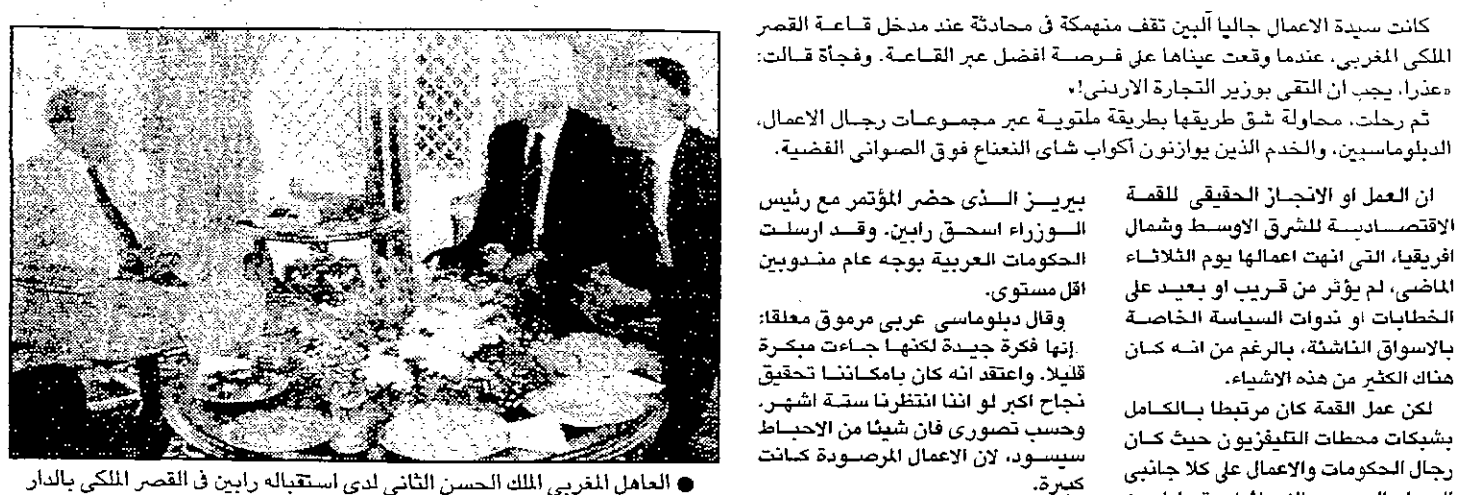 كانت سيدة الاعمال جاليا آلبين تقف منهمكة في محادثة عند مدخل قاعة القصر
الملكي المغربي، عندما وقعت عيناها على فرصة افضل عبر القاعة. وفجأة قالت:
«عذرا، يجب ان التقي بوزير التجارة الاردني!»
ثم رحلت، محاولة شق طريقها بطريقة ملتوية عبر مجموعات رجال الاعمال،
الدبلوماسيين، والخدم الذين يوازنون أكواب شاي النعناع فوق الصواني الفضية.
ان العمل او الانجاز الحقيقي للقمة
الاقتصادية للشرق الاوسط وشمال
افريقيا، التي انهت اعمالها يوم الثلاثاء
الماضي، لم يؤثر من قريب او بعيد على
الخطابات او ندوات السياسة الخاصة
بالاسواق الناشئة، بالرغم من انه كان
هناك الكثير من هذه الاشياء.
لكن عمل القمة كان مرتبطا بالكامل
بشبكات محطات التليفزيون حيث كان
رجال الحكومات والاعمال على كلا جانبي
بيريز الذي حضر المؤتمر مع رئيس
الوزراء اسحق رابين. وقد ارسلت
الحكومات العربية بوجه عام مندوبين
اقل مستوى.
وقال دبلوماسي عربي مرموق معلقا:
إنها فكرة جيدة لكنها جاءت مبكرة
قليلا. واعتقد انه كان بامكاننا تحقيق
نجاح اكبر لو اننا انتظرنا ستة اشهر.
وحسب تصوري فان شيئا من الاحباط
سيسود، لان الاعمال المرصودة كانت
كبيرة.
● العاهل المغربي الملك الحسن الثاني لدى استقباله رابين في القصر الملكي بالدار